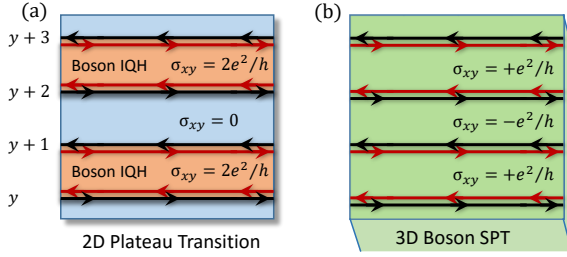 (a)
(b)
y + 3
Boson IQH σxy = 2e²/h
σxy = +e²/h
y + 2
σxy = 0
σxy = −e²/h
y + 1
Boson IQH σxy = 2e²/h
σxy = +e²/h
y
2D Plateau Transition
3D Boson SPT